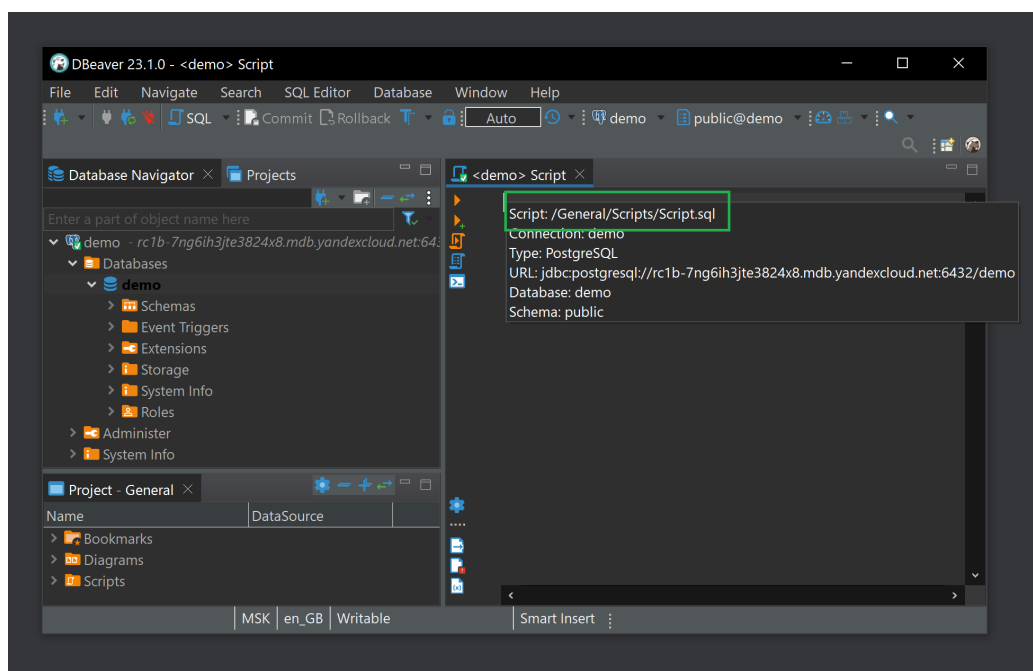 DBeaver 23.1.0 - <demo> Script
File Edit Navigate Search SQL Editor Database Window Help
SQL Commit Rollback T Auto demo public@demo
Database Navigator Projects
<demo> Script
Enter a part of object name here
demo - rc1b-7ng6ih3jte3824x8.mdb.yandexcloud.net:643
Databases
demo
Schemas
Event Triggers
Extensions
Storage
System Info
Roles
Administer
System Info
Script: /General/Scripts/Script.sql
Connection: demo
Type: PostgreSQL
URL: jdbc:postgresql://rc1b-7ng6ih3jte3824x8.mdb.yandexcloud.net:6432/demo
Database: demo
Schema: public
Project - General
Name DataSource
Bookmarks
Diagrams
Scripts
MSK en_GB Writable Smart Insert